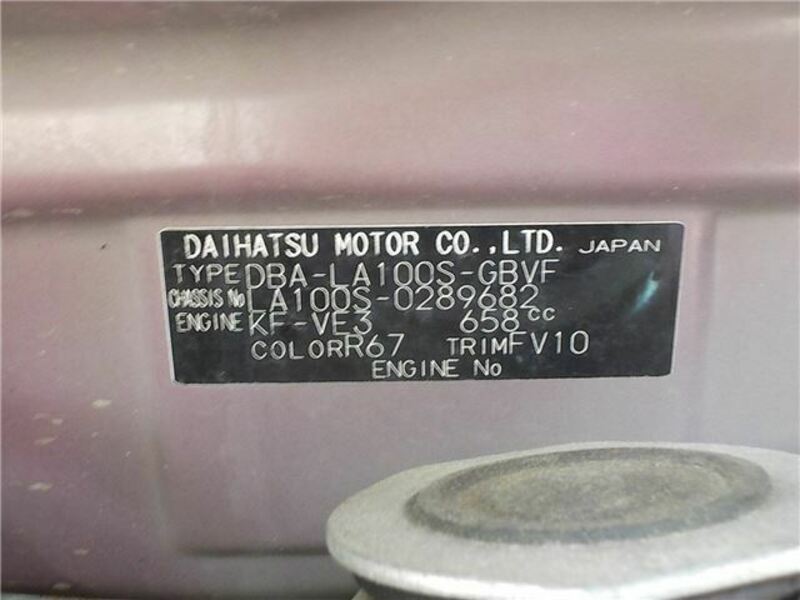 DAIHATSU MOTOR CO.,LTD. JAPAN
TYPE DBA-LA100S-GBVF
CHASSIS No LA100S-0289682
ENGINE KF-VE3 658cc
COLOR R67 TRIM FV10
ENGINE No